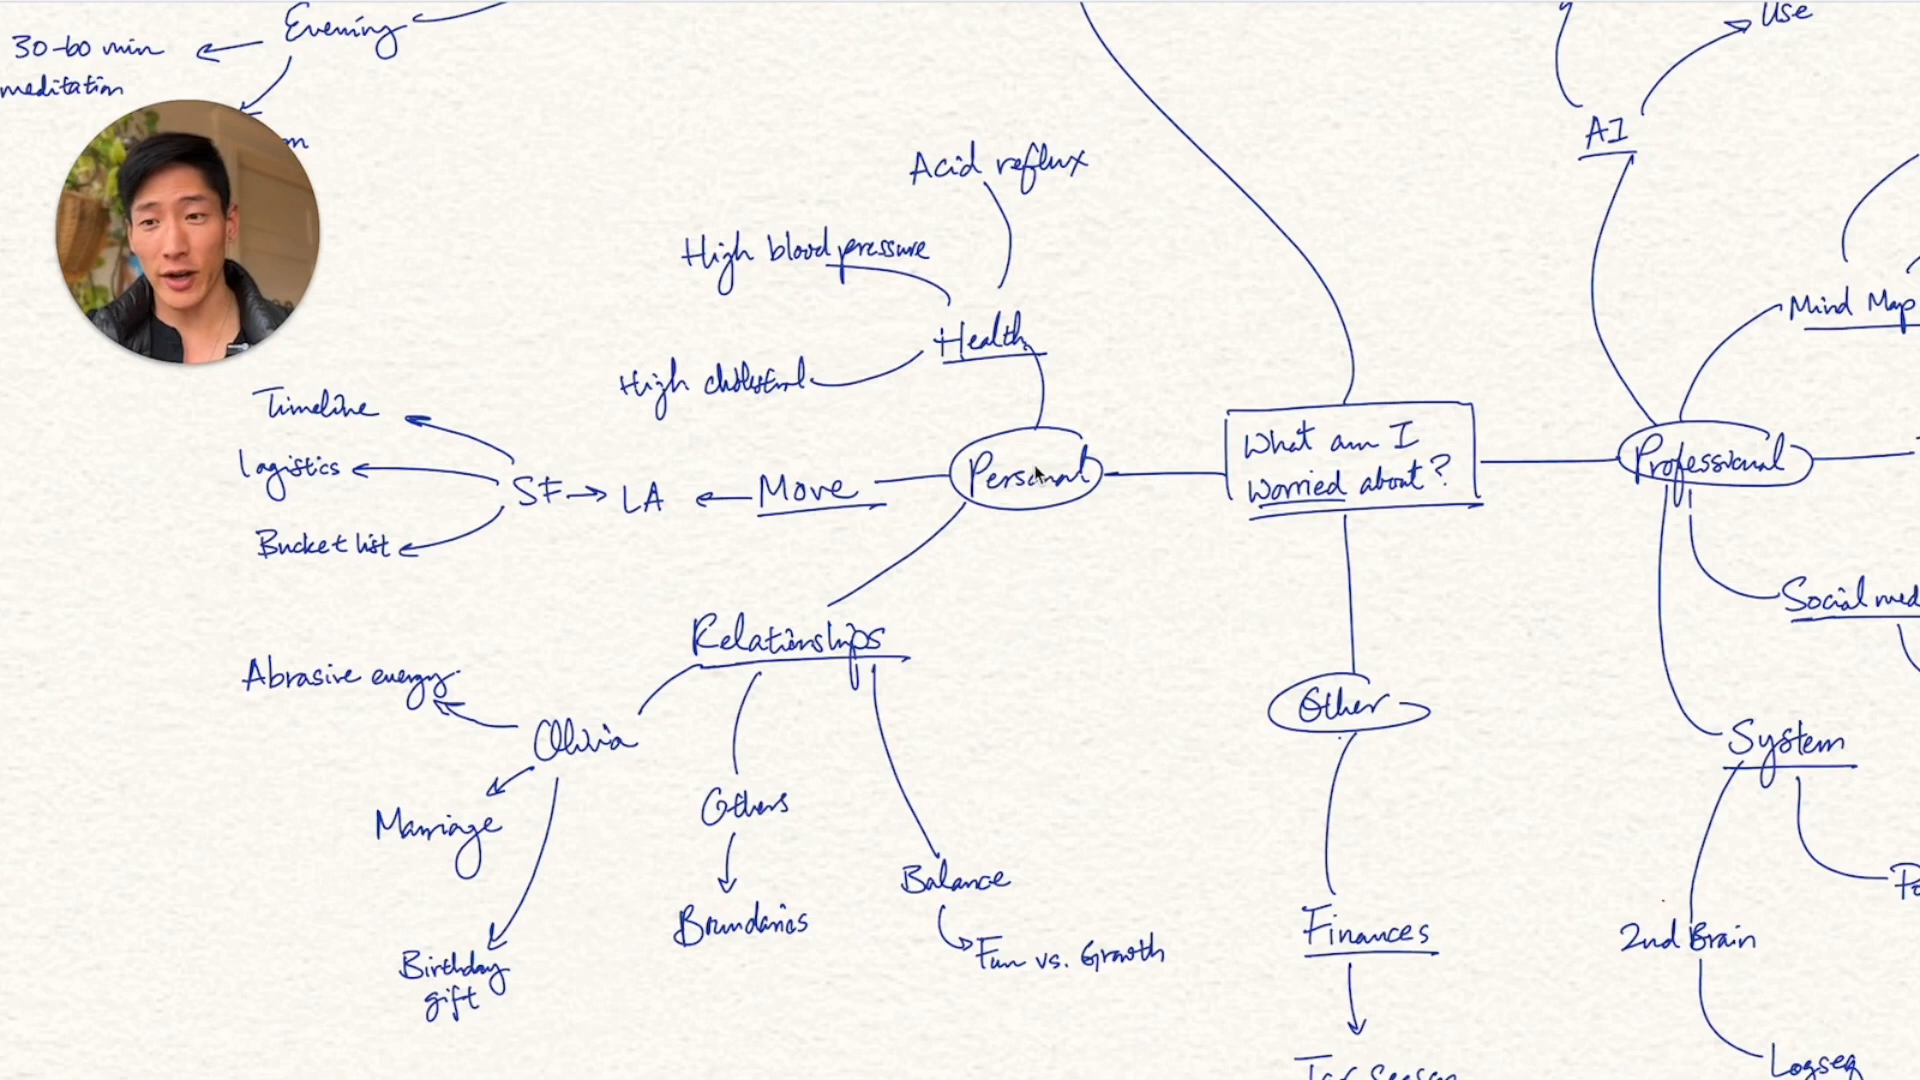 Evening
30-60 min
meditation
Use
AI
Acid reflux
High blood pressure
Health
Mind Map
High cholesterol
Timeline
Logistics
SF → LA
Bucket list
Move
Personal
What am I
worried about?
Professional
Social med
Relationships
Abrasive energy
Olivia
Marriage
Birthday
gift
Others
Boundaries
Balance
Fun vs. Growth
Other
Finances
System
2nd Brain
Logseq